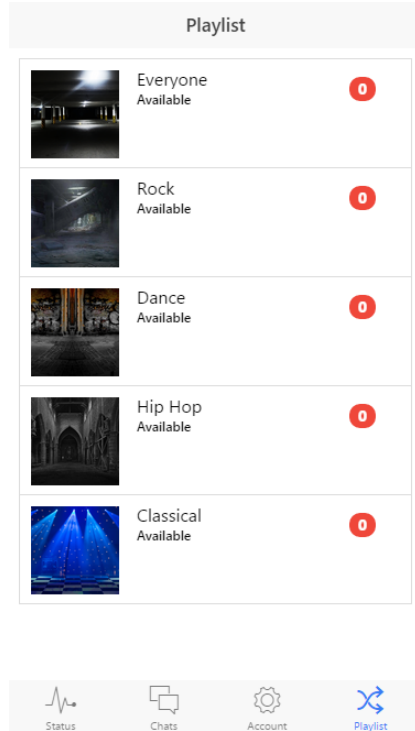 Playlist
Everyone
Available
0
Rock
Available
0
Dance
Available
0
Hip Hop
Available
0
Classical
Available
0
Status
Chats
Account
Playlist